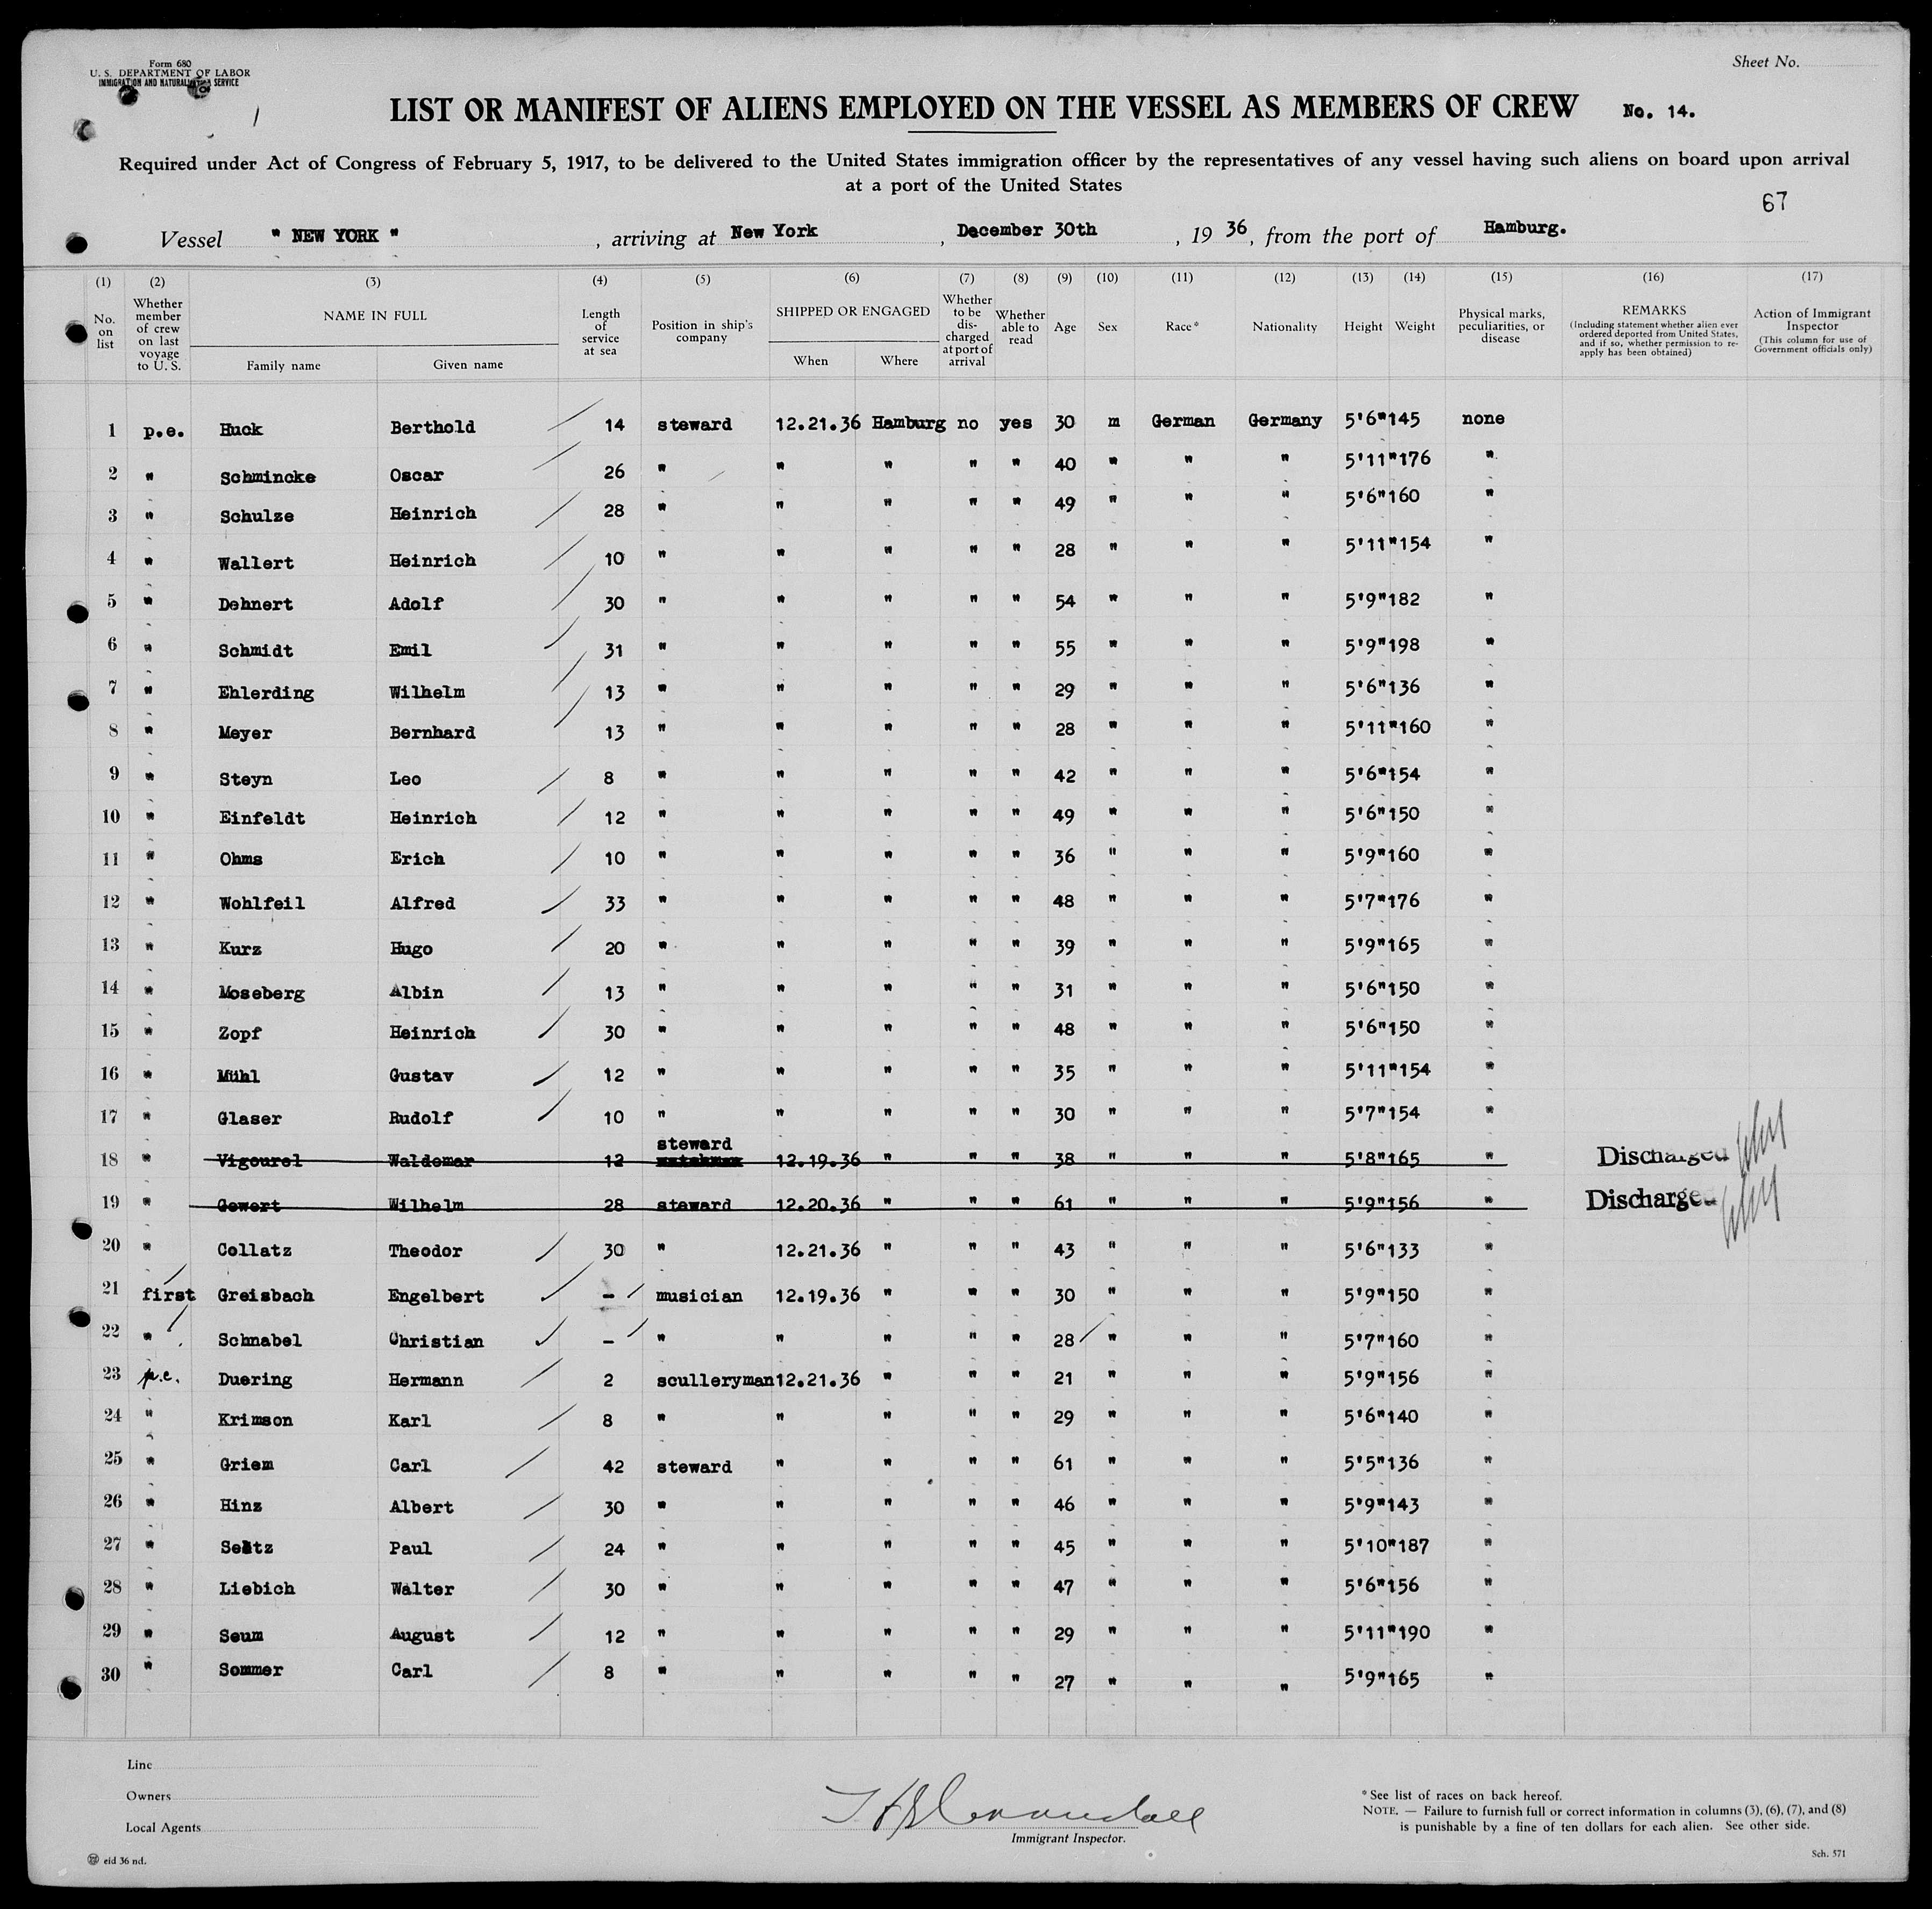 Form 680
U. S. DEPARTMENT OF LABOR
IMMIGRATION AND NATURALIZATION SERVICE
Sheet No.
LIST OR MANIFEST OF ALIENS EMPLOYED ON THE VESSEL AS MEMBERS OF CREW No. 14.
Required under Act of Congress of February 5, 1917, to be delivered to the United States immigration officer by the representatives of any vessel having such aliens on board upon arrival
at a port of the United States
67
Vessel " NEW YORK " , arriving at New York , December 30th , 19 36, from the port of Hamburg.
(1) (2) (3) (4) (5) (6) (7) (8) (9) (10) (11) (12) (13) (14) (15) (16) (17)
No. on list Whether member of crew on last voyage to U. S. NAME IN FULL Family name Given name Length of service at sea Position in ship's company SHIPPED OR ENGAGED When Where Whether to be discharged at port of arrival Whether able to read Age Sex Race* Nationality Height Weight Physical marks, peculiarities, or disease REMARKS (Including statement whether alien ever ordered deported from United States, and if so, whether permission to reapply has been obtained) Action of Immigrant Inspector (This column for use of Government officials only)
1 p.e. Huck Berthold 14 steward 12.21.36 Hamburg no yes 30 m German Germany 5'6" 145 none
2 " Schmincke Oscar 26 " " " " " 40 " " " 5'11" 176 "
3 " Schulze Heinrich 28 " " " " " 49 " " " 5'6" 160 "
4 " Wallert Heinrich 10 " " " " " 28 " " " 5'11" 154 "
5 " Dehnert Adolf 30 " " " " " 54 " " " 5'9" 182 "
6 " Schmidt Emil 31 " " " " " 55 " " " 5'9" 198 "
7 " Ehlerding Wilhelm 13 " " " " " 29 " " " 5'6" 136 "
8 " Meyer Bernhard 13 " " " " " 28 " " " 5'11" 160 "
9 " Steyn Leo 8 " " " " " 42 " " " 5'6" 154 "
10 " Einfeldt Heinrich 12 " " " " " 49 " " " 5'6" 150 "
11 " Ohms Erich 10 " " " " " 36 " " " 5'9" 160 "
12 " Wohlfeil Alfred 33 " " " " " 48 " " " 5'7" 176 "
13 " Kurz Hugo 20 " " " " " 39 " " " 5'9" 165 "
14 " Moseberg Albin 13 " " " " " 31 " " " 5'6" 150 "
15 " Zopf Heinrich 30 " " " " " 48 " " " 5'6" 150 "
16 " Mühl Gustav 12 " " " " " 35 " " " 5'11" 154 "
17 " Glaser Rudolf 10 " " " " " 30 " " " 5'7" 154 "
18 " Vigourel Waldemar 12 steward 12.19.36 " " " 38 " " " 5'8" 165 " Discharged
19 " Gewert Wilhelm 28 steward 12.20.36 " " " 61 " " " 5'9" 156 " Discharged
20 " Collatz Theodor 30 " 12.21.36 " " " 43 " " " 5'6" 133 "
21 first Greisbach Engelbert - musician 12.19.36 " " " 30 " " " 5'9" 150 "
22 " Schnabel Christian - " " " " " 28 " " " 5'7" 160 "
23 p.e. Duering Hermann 2 sculleryman 12.21.36 " " " 21 " " " 5'9" 156 "
24 " Krimson Karl 8 " " " " " 29 " " " 5'6" 140 "
25 " Griem Carl 42 steward " " " " 61 " " " 5'5" 136 "
26 " Hinz Albert 30 " " " " " 46 " " " 5'9" 143 "
27 " Seitz Paul 24 " " " " " 45 " " " 5'10" 187 "
28 " Liebich Walter 30 " " " " " 47 " " " 5'6" 156 "
29 " Seum August 12 " " " " " 29 " " " 5'11" 190 "
30 " Sommer Carl 8 " " " " " 27 " " " 5'9" 165 "
Line
Owners
Local Agents
Immigrant Inspector.
* See list of races on back hereof.
NOTE. — Failure to furnish full or correct information in columns (3), (6), (7), and (8)
is punishable by a fine of ten dollars for each alien. See other side.
eid 36 nd.
Sch. 571